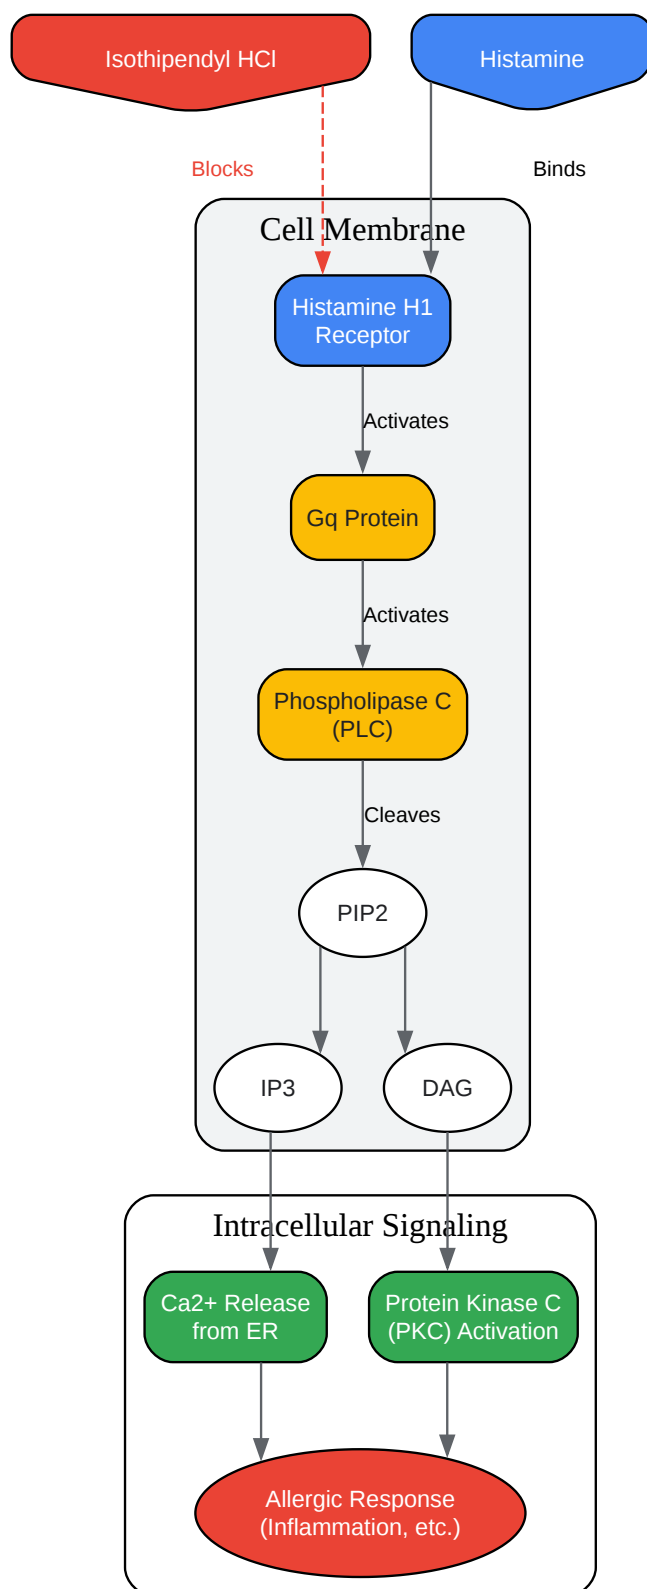 Isothipendyl HCl
Histamine
Blocks
Binds
Cell Membrane
Histamine H1
Receptor
Activates
Gq Protein
Activates
Phospholipase C
(PLC)
Cleaves
PIP2
IP3
DAG
Intracellular Signaling
Ca2+ Release
from ER
Protein Kinase C
(PKC) Activation
Allergic Response
(Inflammation, etc.)